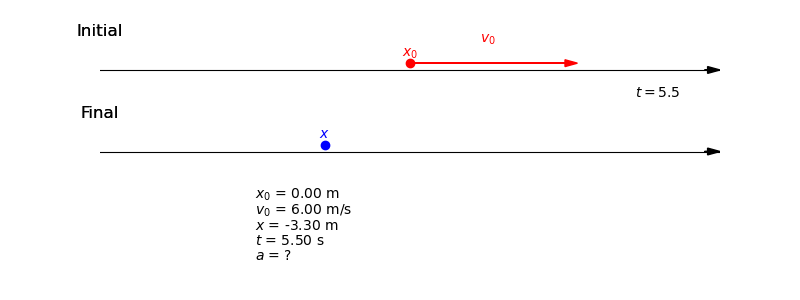 Initial
v₀
x₀
t = 5.5
Final
x
x₀ = 0.00 m
v₀ = 6.00 m/s
x = -3.30 m
t = 5.50 s
a = ?